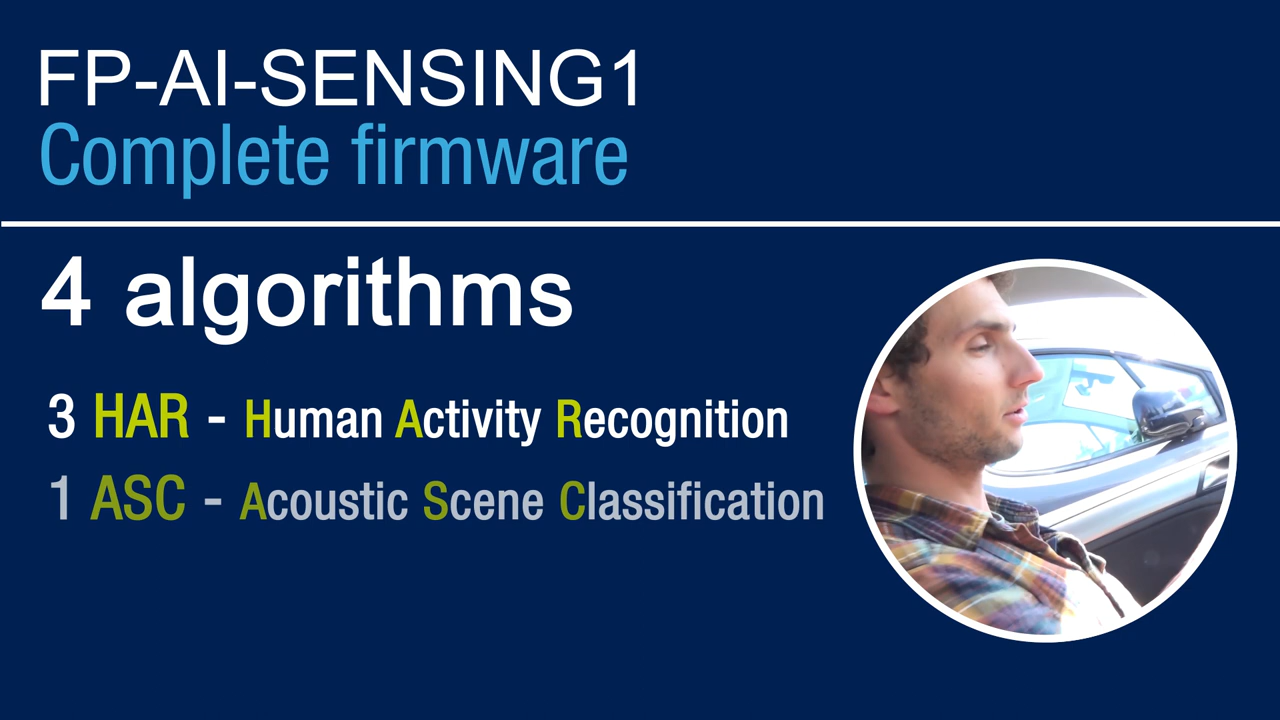 FP-AI-SENSING1
Complete firmware
4 algorithms
3 HAR - Human Activity Recognition
1 ASC - Acoustic Scene Classification